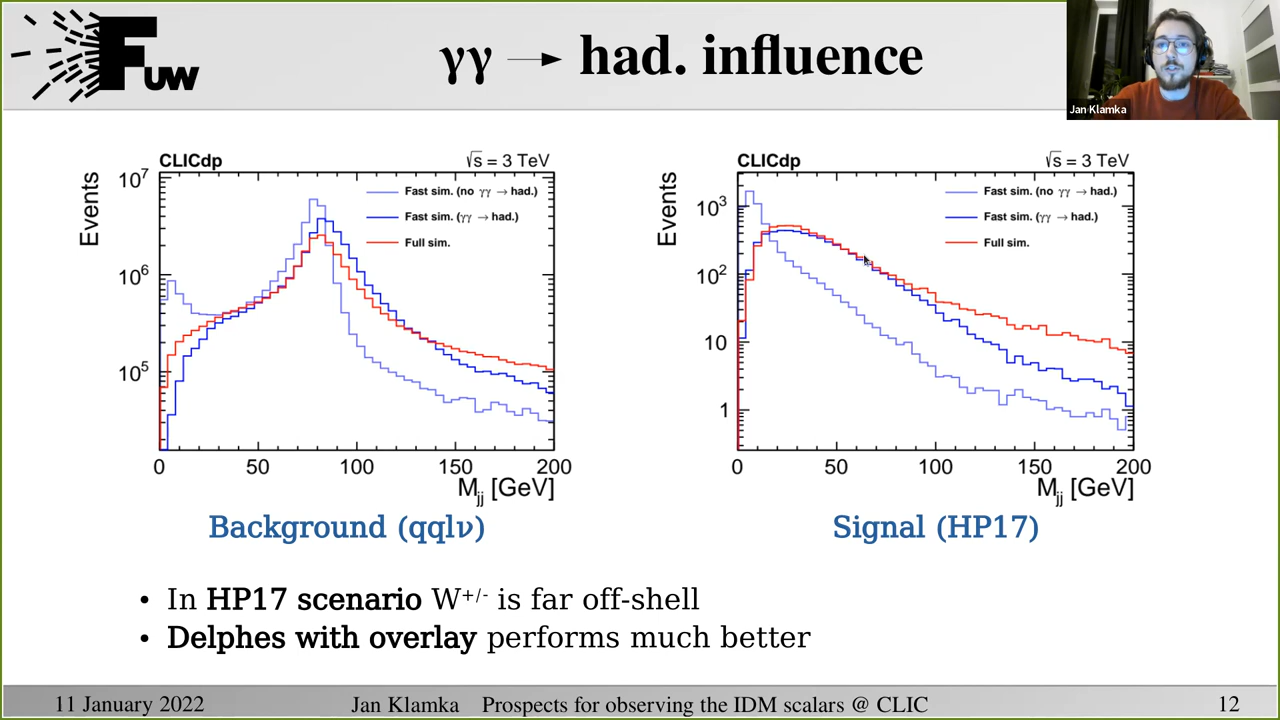 FUW
γγ → had. influence
Jan Klamka
CLICdp
√s = 3 TeV
Events
10⁷
10⁶
10⁵
Fast sim. (no γγ → had.)
Fast sim. (γγ → had.)
Full sim.
0 50 100 150 200
Mjj [GeV]
Background (qqlν)
CLICdp
√s = 3 TeV
Events
10³
10²
10
1
Fast sim. (no γγ → had.)
Fast sim. (γγ → had.)
Full sim.
0 50 100 150 200
Mjj [GeV]
Signal (HP17)
• In HP17 scenario W⁺/⁻ is far off-shell
• Delphes with overlay performs much better
11 January 2022 Jan Klamka Prospects for observing the IDM scalars @ CLIC 12